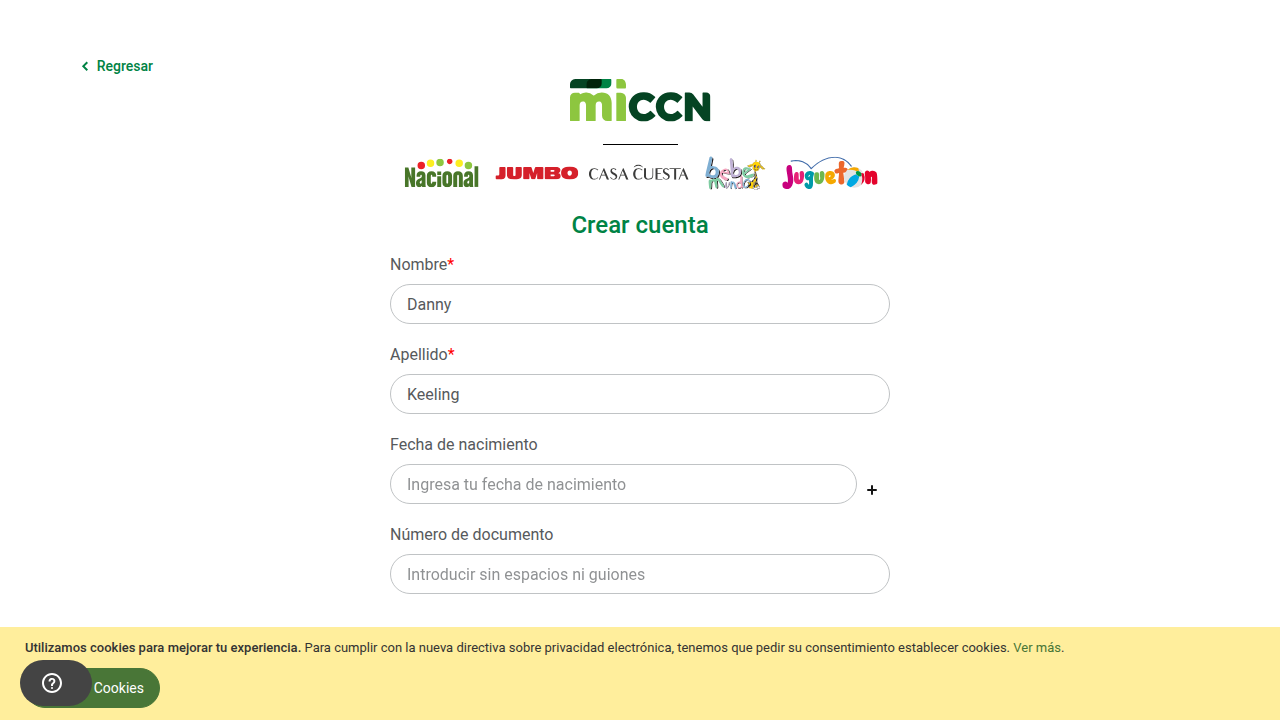 Regresar
miCCN
Nacional JUMBO CASA CUESTA bebé mundo Juguetón
Crear cuenta
Nombre*
Danny
Apellido*
Keeling
Fecha de nacimiento
Ingresa tu fecha de nacimiento
Número de documento
Introducir sin espacios ni guiones
Utilizamos cookies para mejorar tu experiencia. Para cumplir con la nueva directiva sobre privacidad electrónica, tenemos que pedir su consentimiento establecer cookies. Ver más.
Cookies